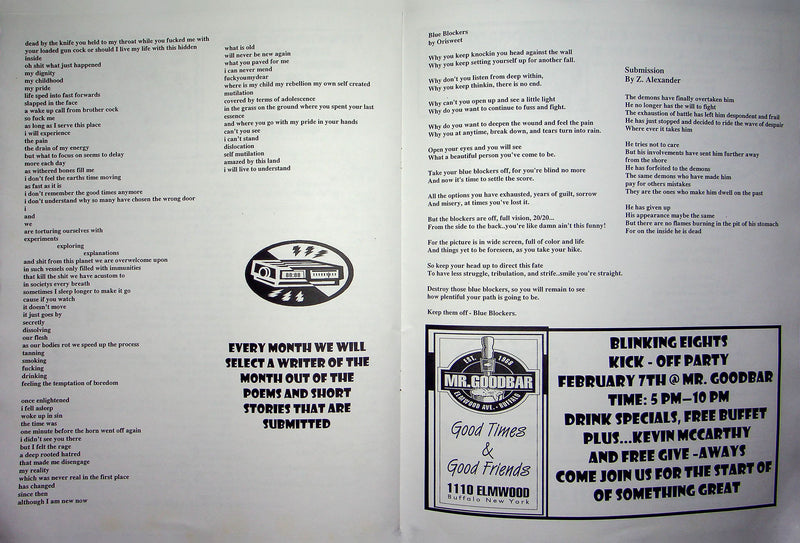 dead by the knife you held to my throat while you fucked me with
your loaded gun cock or should I live my life with this hidden
inside
oh shit what just happened
my dignity
my childhood
my pride
life sped into fast forwards
slapped in the face
a wake up call from brother cock
so fuck me
as long as I serve this place
i will experience
the pain
the drain of my energy
but what to focus on seems to delay
more each day
as withered bones fill me
i don't feel the earths time moving
as fast as it is
i don't remember the good times anymore
i don't understand why so many have chosen the wrong door
i
and
we
are torturing ourselves with
experiments
exploring
explanations
and shit from this planet we are overwelcome upon
in such vessels only filled with immunities
that kill the shit we have acustom to
in societys every breath
sometimes I sleep longer to make it go
cause if you watch
it doesn't move
it just goes by
secretly
dissolving
our flesh
as our bodies rot we speed up the process
tanning
smoking
fucking
drinking
feeling the temptation of boredom
once enlightened
i fell asleep
woke up in sin
the time was
one minute before the horn went off again
i didn't see you there
but I felt the rage
a deep rooted hatred
that made me disengage
my reality
which was never real in the first place
has changed
since then
although I am new now
what is old
will never be new again
what you paved for me
i can never mend
fuckyoumydear
where is my child my rebellion my own self created
mutilation
covered by terms of adolescence
in the grass on the ground where you spent your last
essence
and where you go with my pride in your hands
can't you see
i can't stand
dislocation
self mutilation
amazed by this land
i will live to understand
88:88
EVERY MONTH WE WILL
SELECT A WRITER OF THE
MONTH OUT OF THE
POEMS AND SHORT
STORIES THAT ARE
SUBMITTED
Blue Blockers
by Orisweet
Why you keep knockin you head against the wall
Why you keep setting yourself up for another fall.
Why don't you listen from deep within,
Why you keep thinkin, there is no end.
Why can't you open up and see a little light
Why do you want to continue to fuss and fight.
Why do you want to deepen the wound and feel the pain
Why you at anytime, break down, and tears turn into rain.
Open your eyes and you will see
What a beautiful person you've come to be.
Take your blue blockers off, for you're blind no more
And now it's time to settle the score.
All the options you have exhausted, years of guilt, sorrow
And misery, at times you've lost it.
But the blockers are off, full vision, 20/20...
From the side to the back..you're like damn ain't this funny!
For the picture is in wide screen, full of color and life
And things yet to be foreseen, as you take your hike.
So keep your head up to direct this fate
To have less struggle, tribulation, and strife..smile you're straight.
Destroy those blue blockers, so you will remain to see
how plentiful your path is going to be.
Keep them off - Blue Blockers.
Submission
By Z. Alexander
The demons have finally overtaken him
He no longer has the will to fight
The exhaustion of battle has left him despondent and frail
He has just stopped and decided to ride the wave of despair
Where ever it takes him
He tries not to care
But his involvements have sent him further away
from the shore
He has forfeited to the demons
The same demons who have made him
pay for others mistakes
They are the ones who make him dwell on the past
He has given up
His appearance maybe the same
But there are no flames burning in the pit of his stomach
For on the inside he is dead
EST. 1968
MR. GOODBAR
ELMWOOD AVE. • BUFFALO
Good Times
&
Good Friends
1110 ELMWOOD
Buffalo New York
BLINKING EIGHTS
KICK - OFF PARTY
FEBRUARY 7TH @ MR. GOODBAR
TIME: 5 PM–10 PM
DRINK SPECIALS, FREE BUFFET
PLUS...KEVIN MCCARTHY
AND FREE GIVE -AWAYS
COME JOIN US FOR THE START OF
OF SOMETHING GREAT